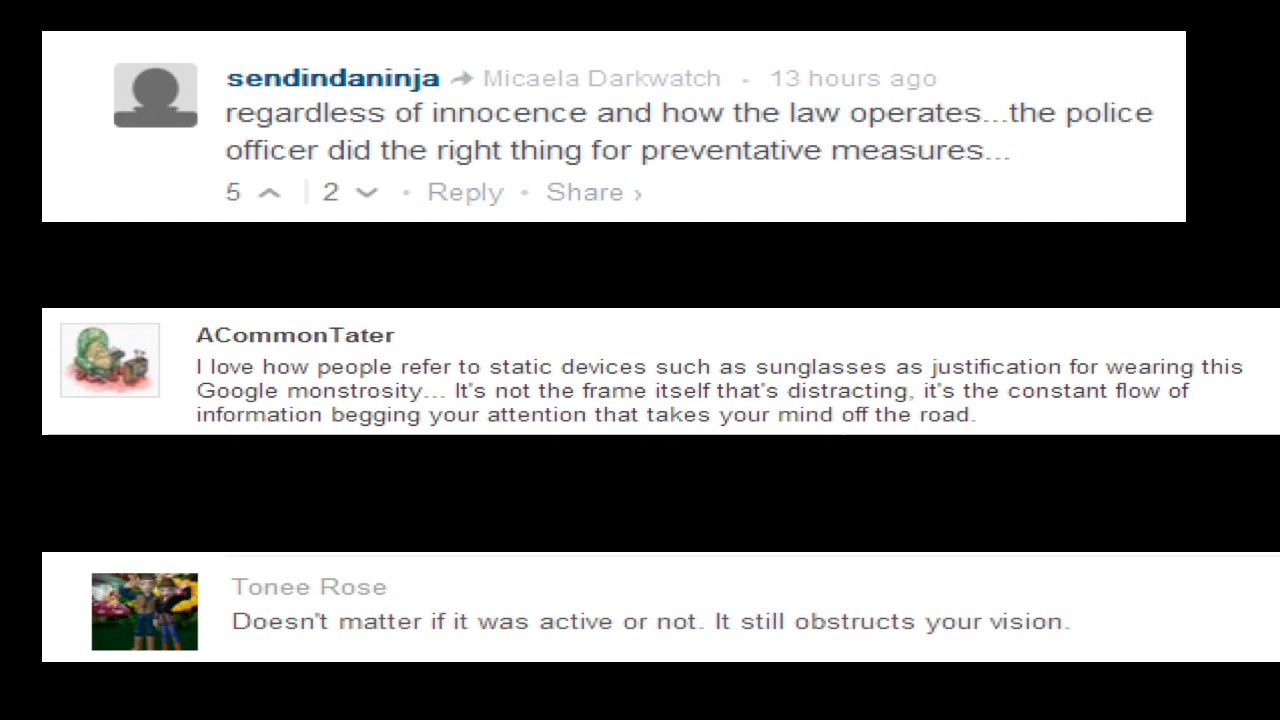 sendindaninja → Micaela Darkwatch • 13 hours ago
regardless of innocence and how the law operates...the police
officer did the right thing for preventative measures...
5 | 2 • Reply • Share ›
ACommonTater
I love how people refer to static devices such as sunglasses as justification for wearing this
Google monstrosity... It's not the frame itself that's distracting, it's the constant flow of
information begging your attention that takes your mind off the road.
Tonee Rose
Doesn't matter if it was active or not. It still obstructs your vision.